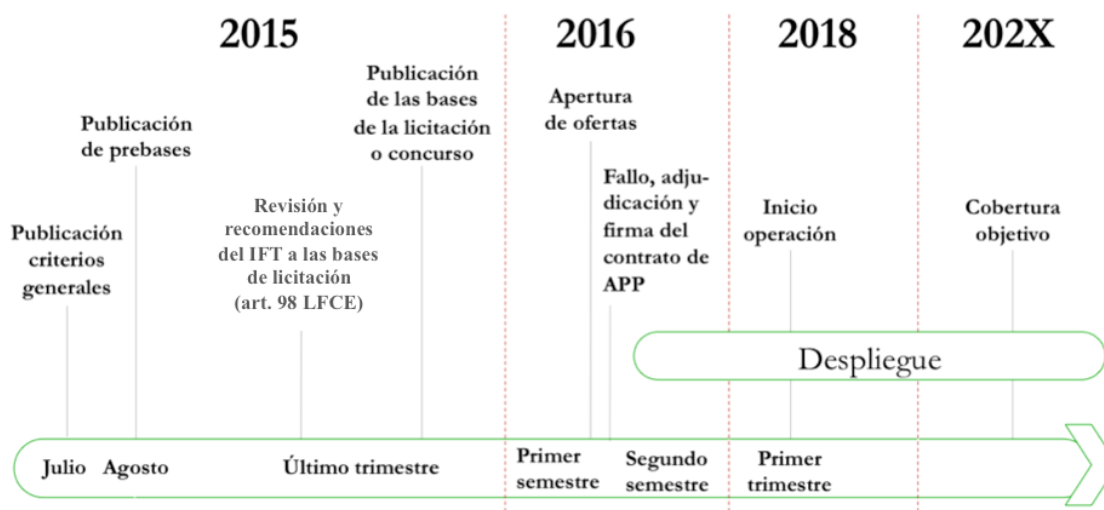 2015
2016
2018
202X
Publicación
criterios
generales
Publicación
de prebases
Revisión y
recomendaciones
del IFT a las bases
de licitación
(art. 98 LFCE)
Publicación
de las bases
de la licitación
o concurso
Apertura
de ofertas
Fallo, adju-
dicación y
firma del
contrato de
APP
Inicio
operación
Cobertura
objetivo
Despliegue
Julio
Agosto
Último trimestre
Primer
semestre
Segundo
semestre
Primer
trimestre